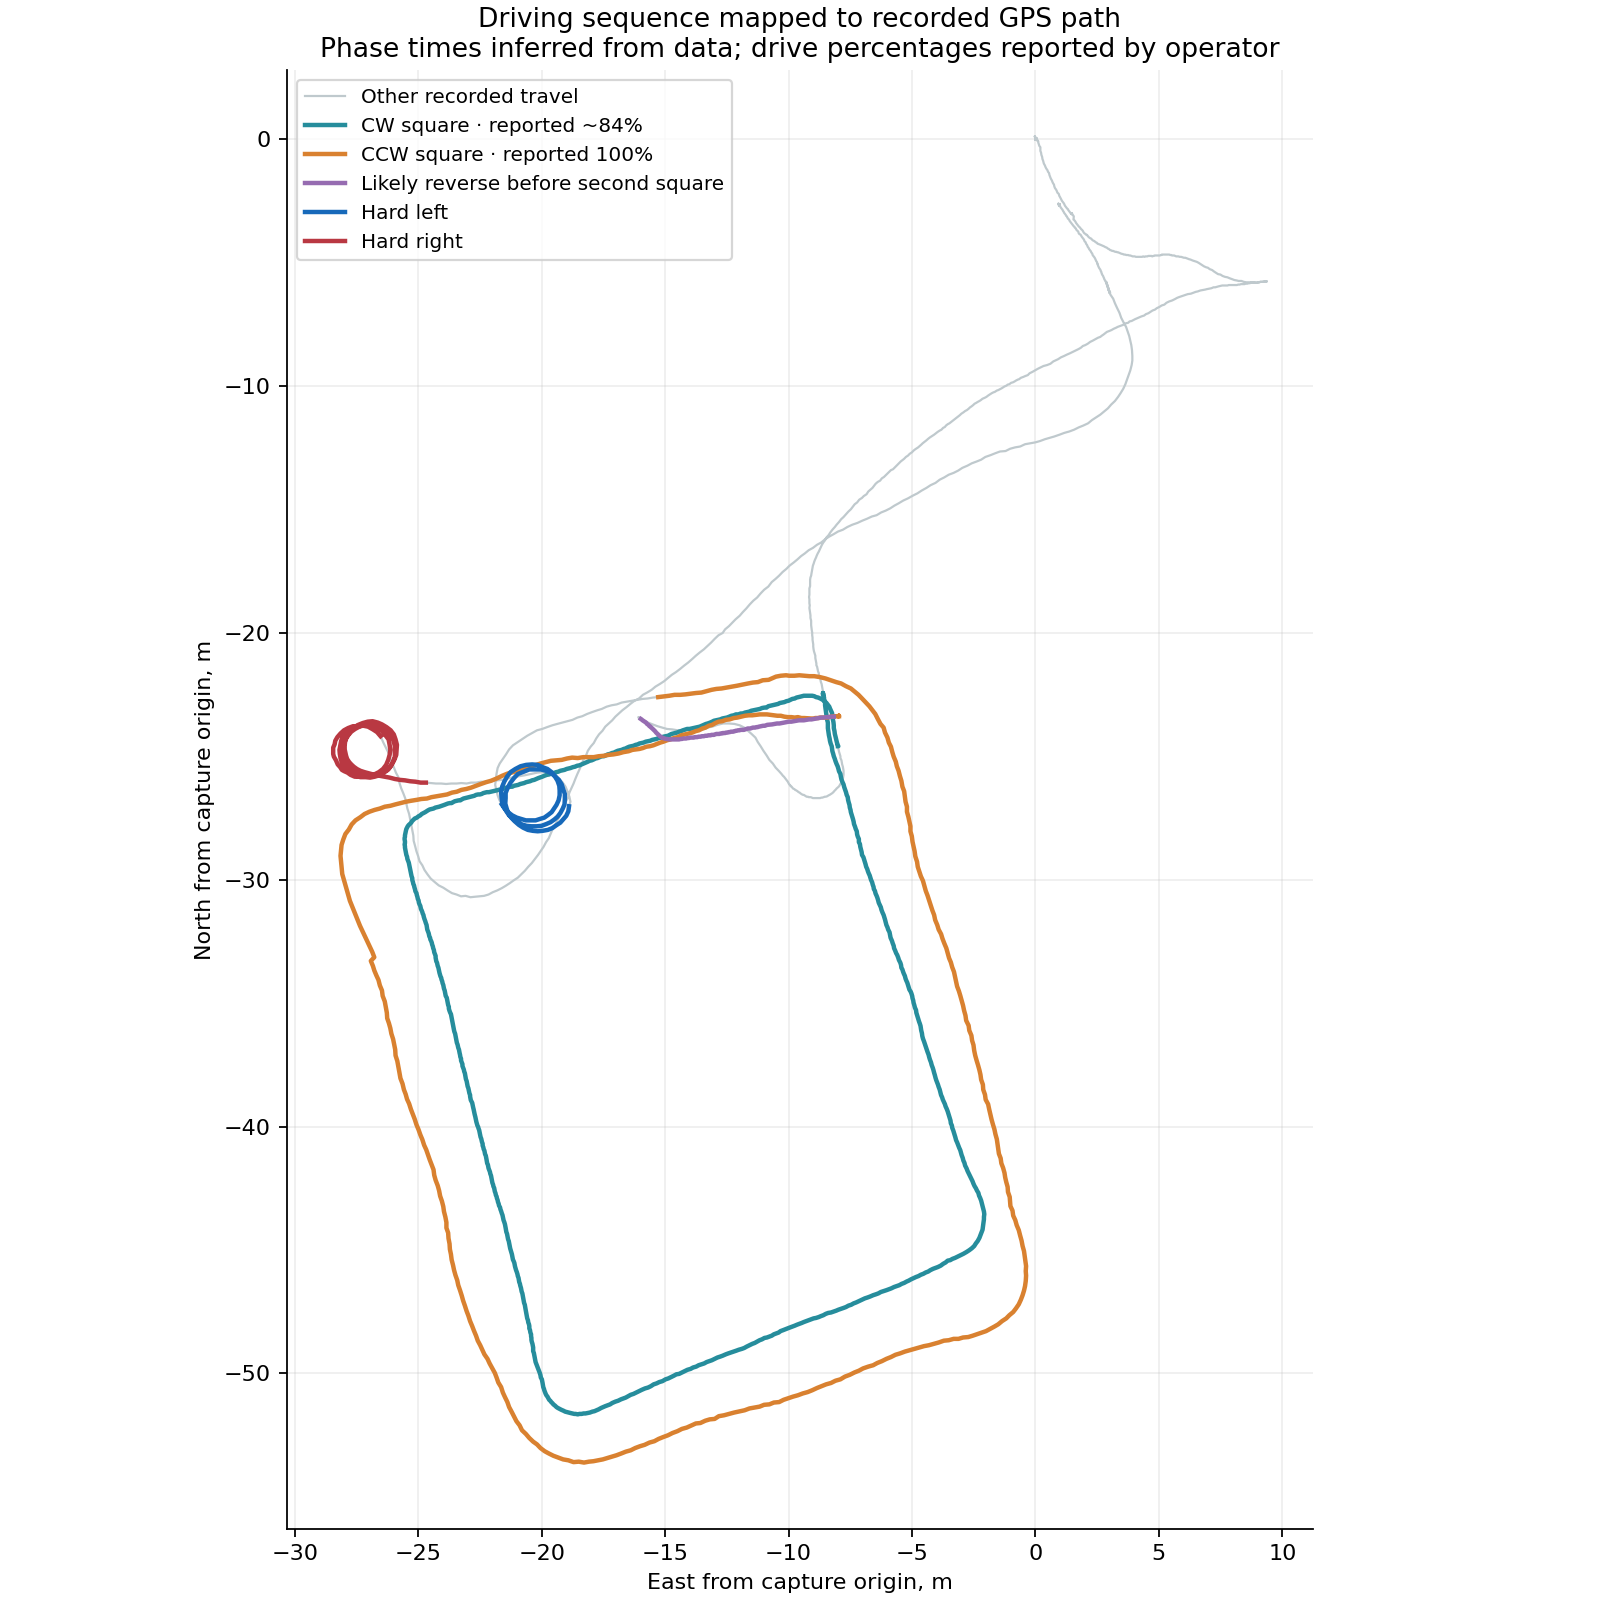 Driving sequence mapped to recorded GPS path
Phase times inferred from data; drive percentages reported by operator
Other recorded travel
CW square · reported ~84%
CCW square · reported 100%
Likely reverse before second square
Hard left
Hard right
0
−10
−20
−30
−40
−50
North from capture origin, m
−30
−25
−20
−15
−10
−5
0
5
10
East from capture origin, m